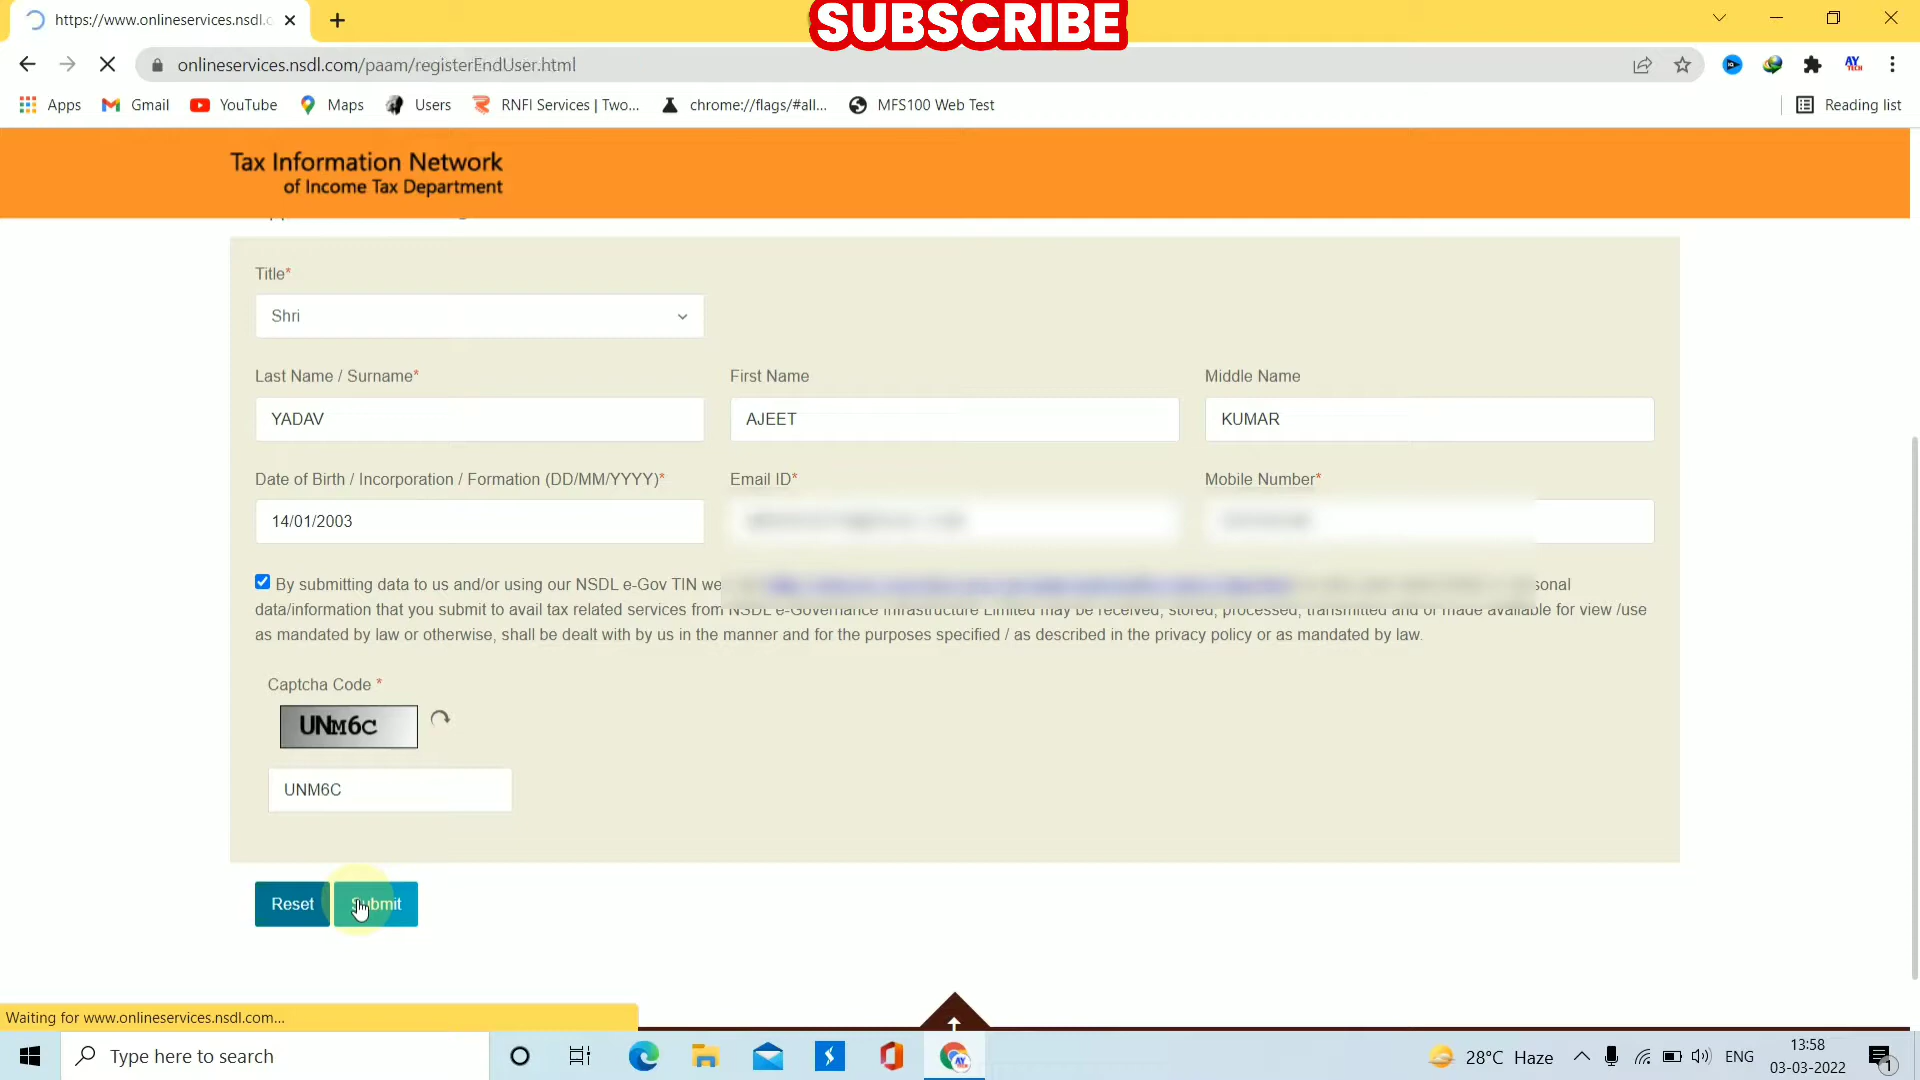 https://www.onlineservices.nsdl.c
SUBSCRIBE
onlineservices.nsdl.com/paam/registerEndUser.html
Apps Gmail YouTube Maps Users RNFI Services | Two... chrome://flags/#all... MFS100 Web Test Reading list
Tax Information Network
of Income Tax Department
Title*
Shri
Last Name / Surname* First Name Middle Name
YADAV AJEET KUMAR
Date of Birth / Incorporation / Formation (DD/MM/YYYY)* Email ID* Mobile Number*
14/01/2003
By submitting data to us and/or using our NSDL e-Gov TIN we sonal
data/information that you submit to avail tax related services from NSDL e-Governance Infrastructure Limited may be received, stored, processed, transmitted and or made available for view /use
as mandated by law or otherwise, shall be dealt with by us in the manner and for the purposes specified / as described in the privacy policy or as mandated by law.
Captcha Code *
UNM6C
UNM6C
Reset Submit
Waiting for www.onlineservices.nsdl.com...
Type here to search
28°C Haze ENG
13:58
03-03-2022
1